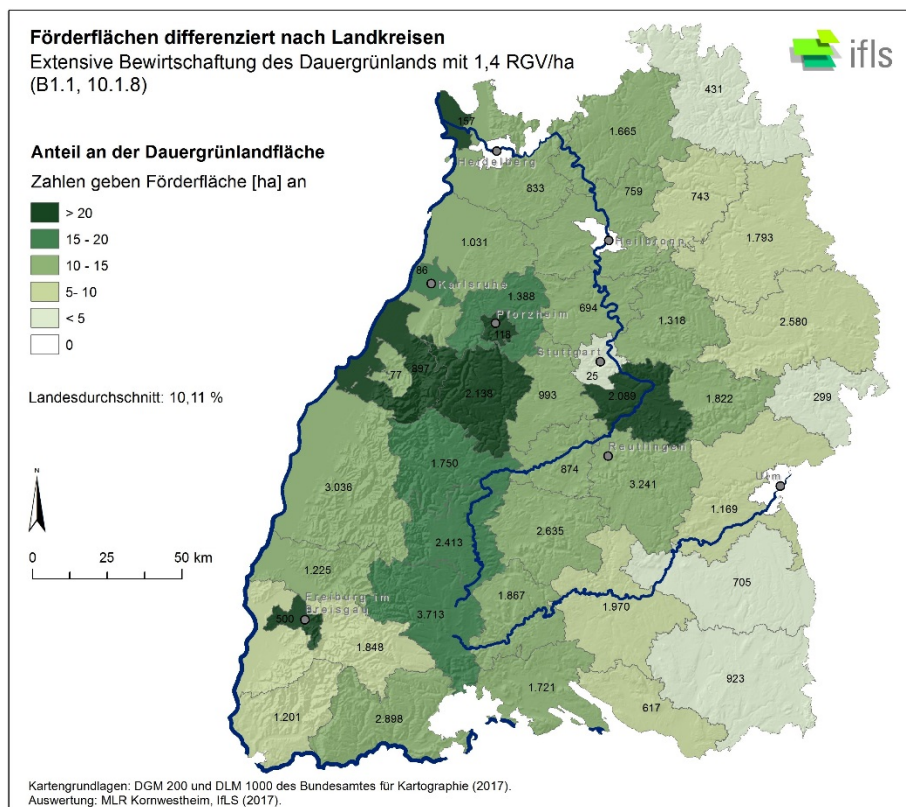 Förderflächen differenziert nach Landkreisen
Extensive Bewirtschaftung des Dauergrünlands mit 1,4 RGV/ha
(B1.1, 10.1.8)
ifls
Anteil an der Dauergrünlandfläche
Zahlen geben Förderfläche [ha] an
> 20
15 - 20
10 - 15
5- 10
< 5
0
Landesdurchschnitt: 10,11 %
N
0 25 50 km
431
157
1.665
Heidelberg
833
759
743
1.793
Heilbronn
1.031
86
Karlsruhe
1.388
694
Pforzheim
118
1.318
2.580
Stuttgart
25
77
897
2.138
993
2.089
1.822
299
Reutlingen
1.750
874
3.241
Ulm
3.036
1.169
2.413
2.635
1.225
705
Freiburg im
Breisgau
500
1.867
1.970
3.713
1.848
923
1.721
617
1.201
2.898
Kartengrundlagen: DGM 200 und DLM 1000 des Bundesamtes für Kartographie (2017).
Auswertung: MLR Kornwestheim, IfLS (2017).